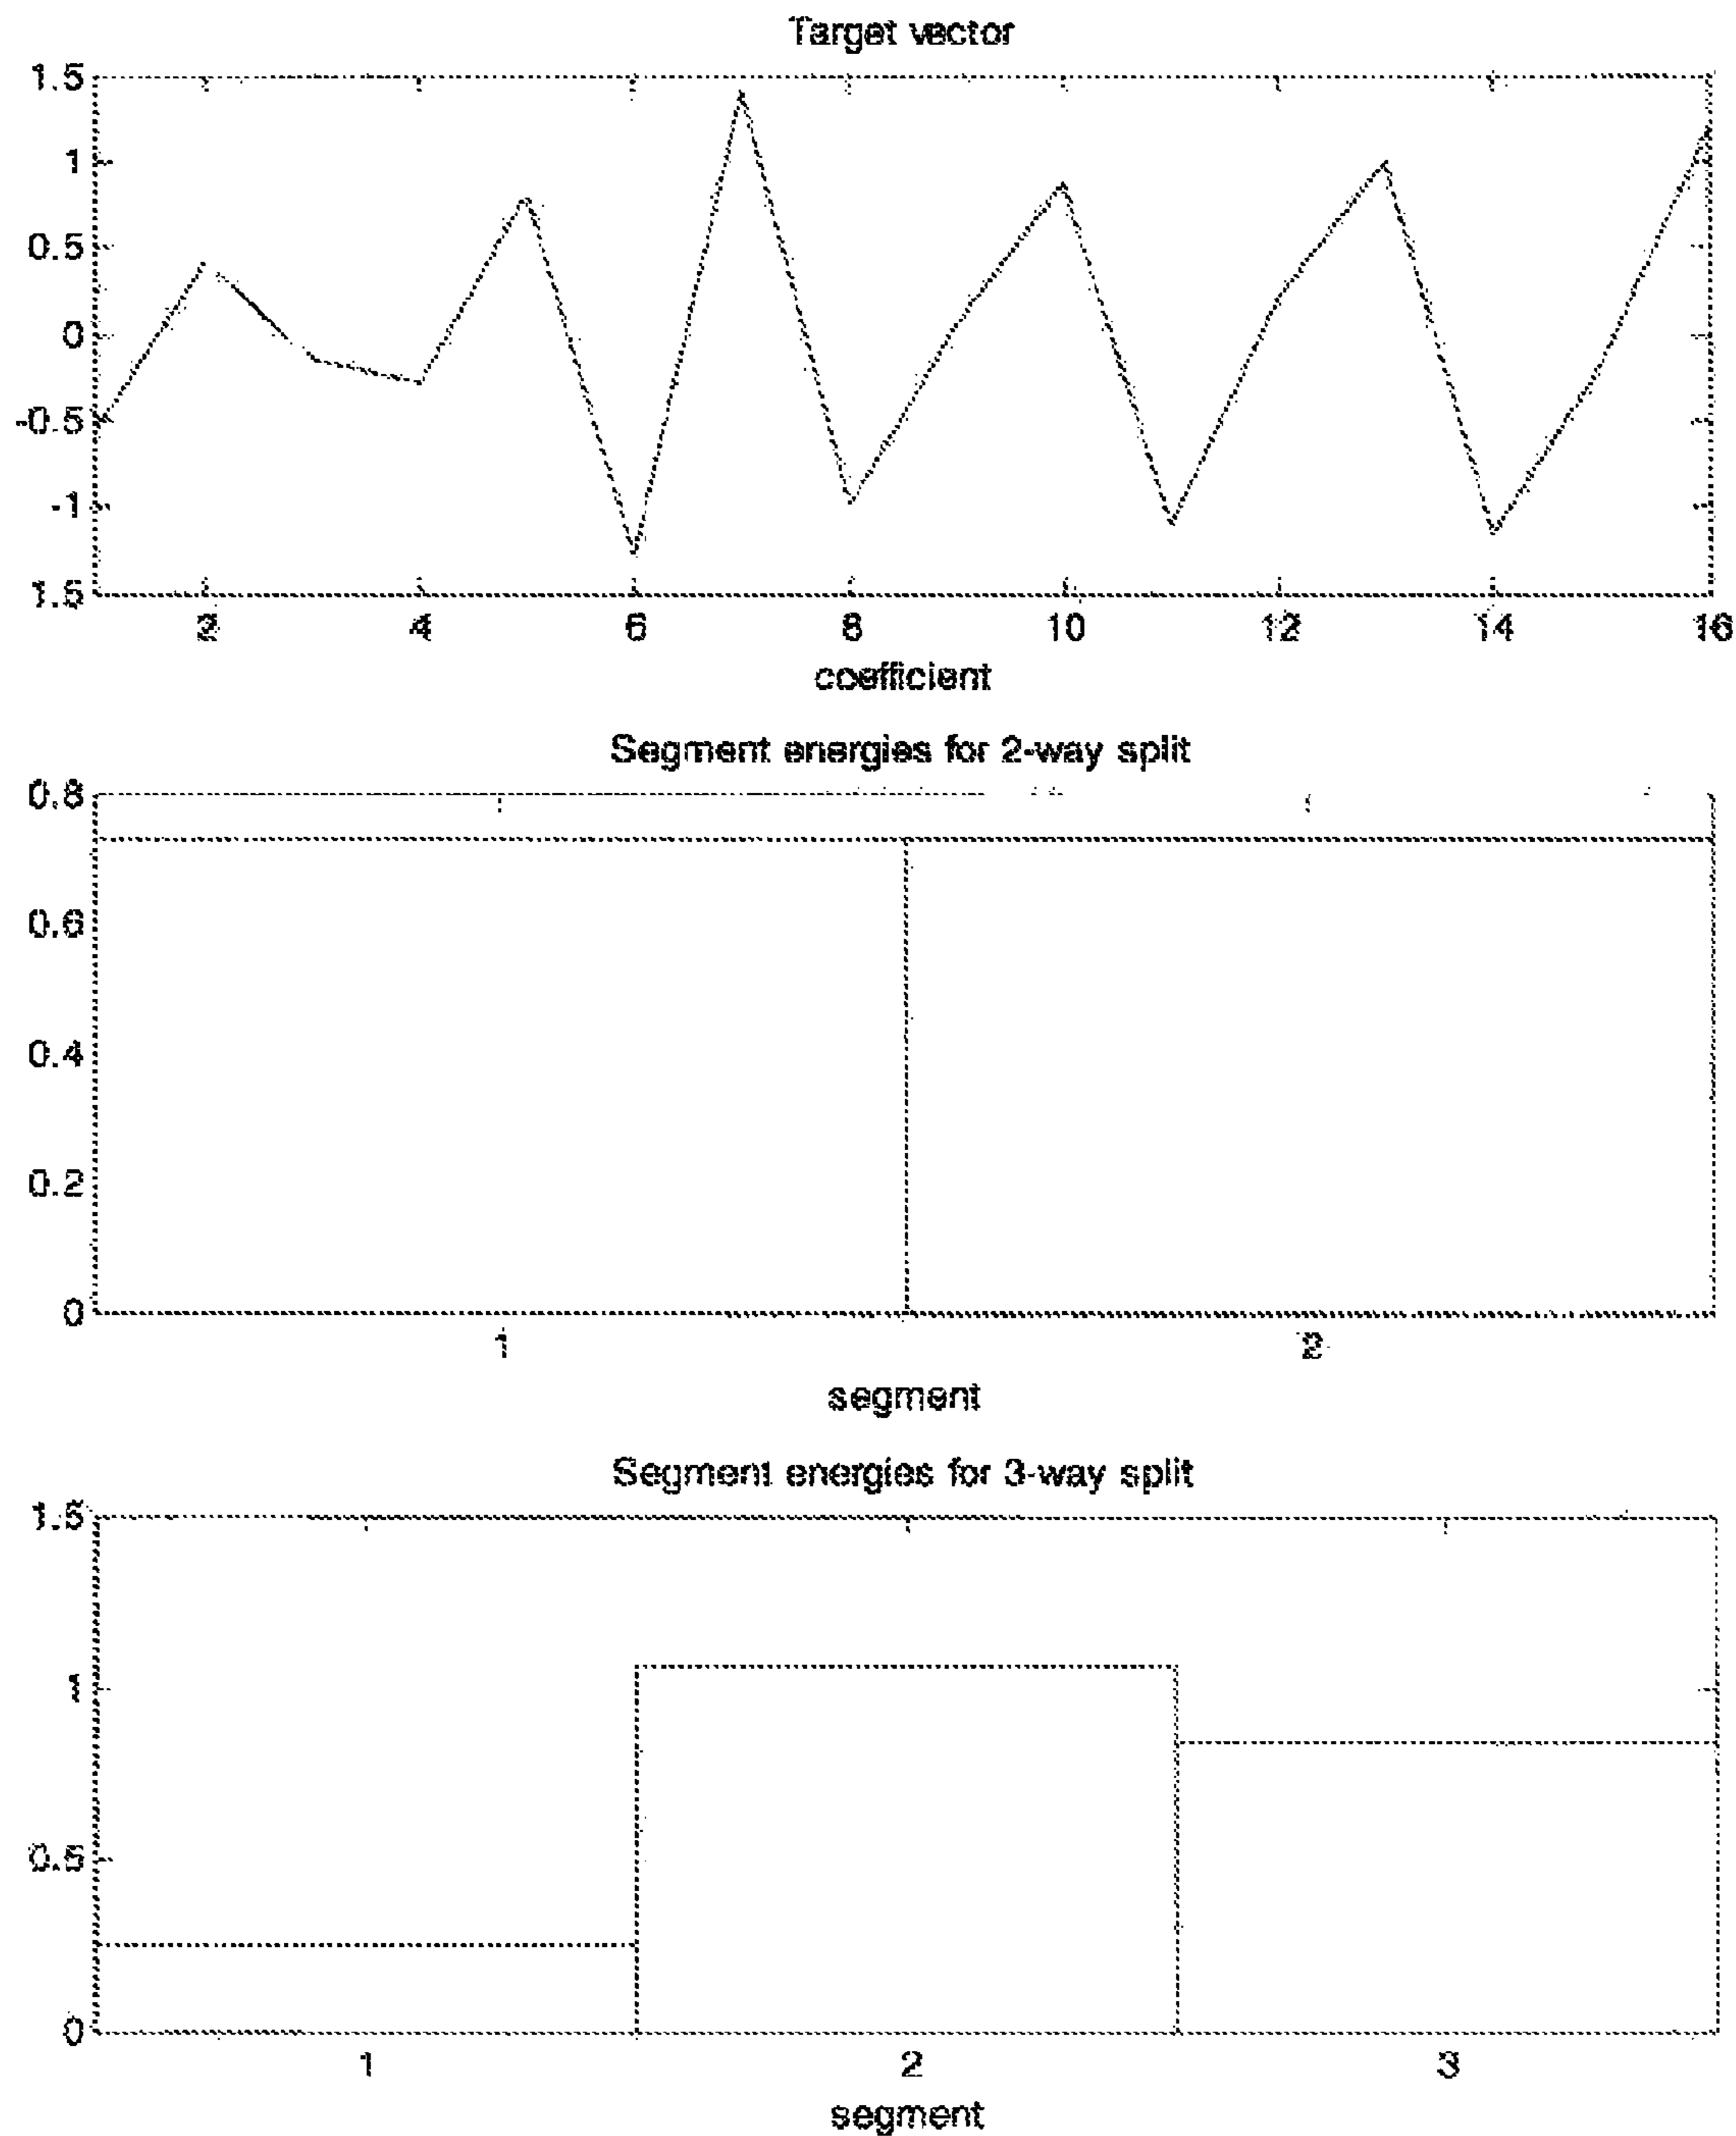 Target vector
1.5
1
0.5
0
-0.5
-1
1.5
2 4 6 8 10 12 14 16
coefficient
Segment energies for 2-way split
0.8
0.6
0.4
0.2
0
1 2
segment
Segment energies for 3-way split
1.5
1
0.5
0
1 2 3
segment